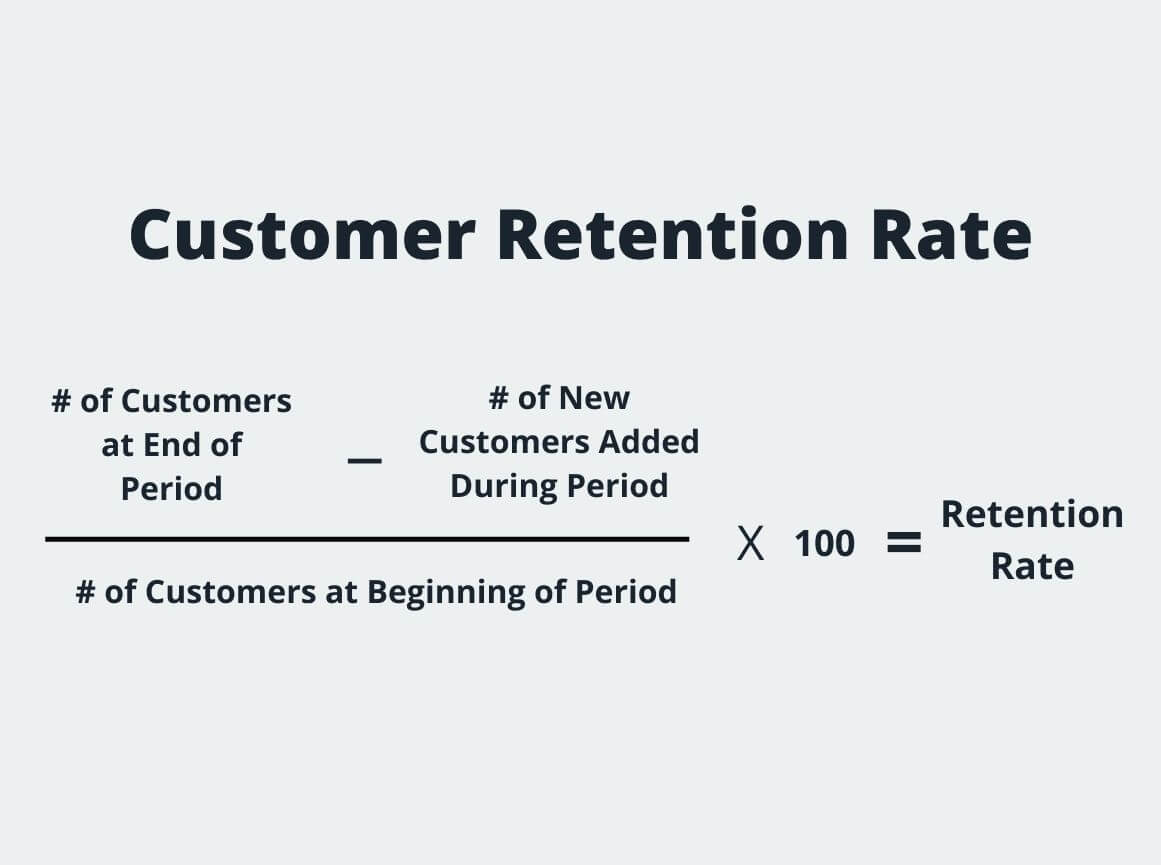 Customer Retention Rate
# of Customers
at End of
Period
–
# of New
Customers Added
During Period
# of Customers at Beginning of Period
X 100 =
Retention
Rate